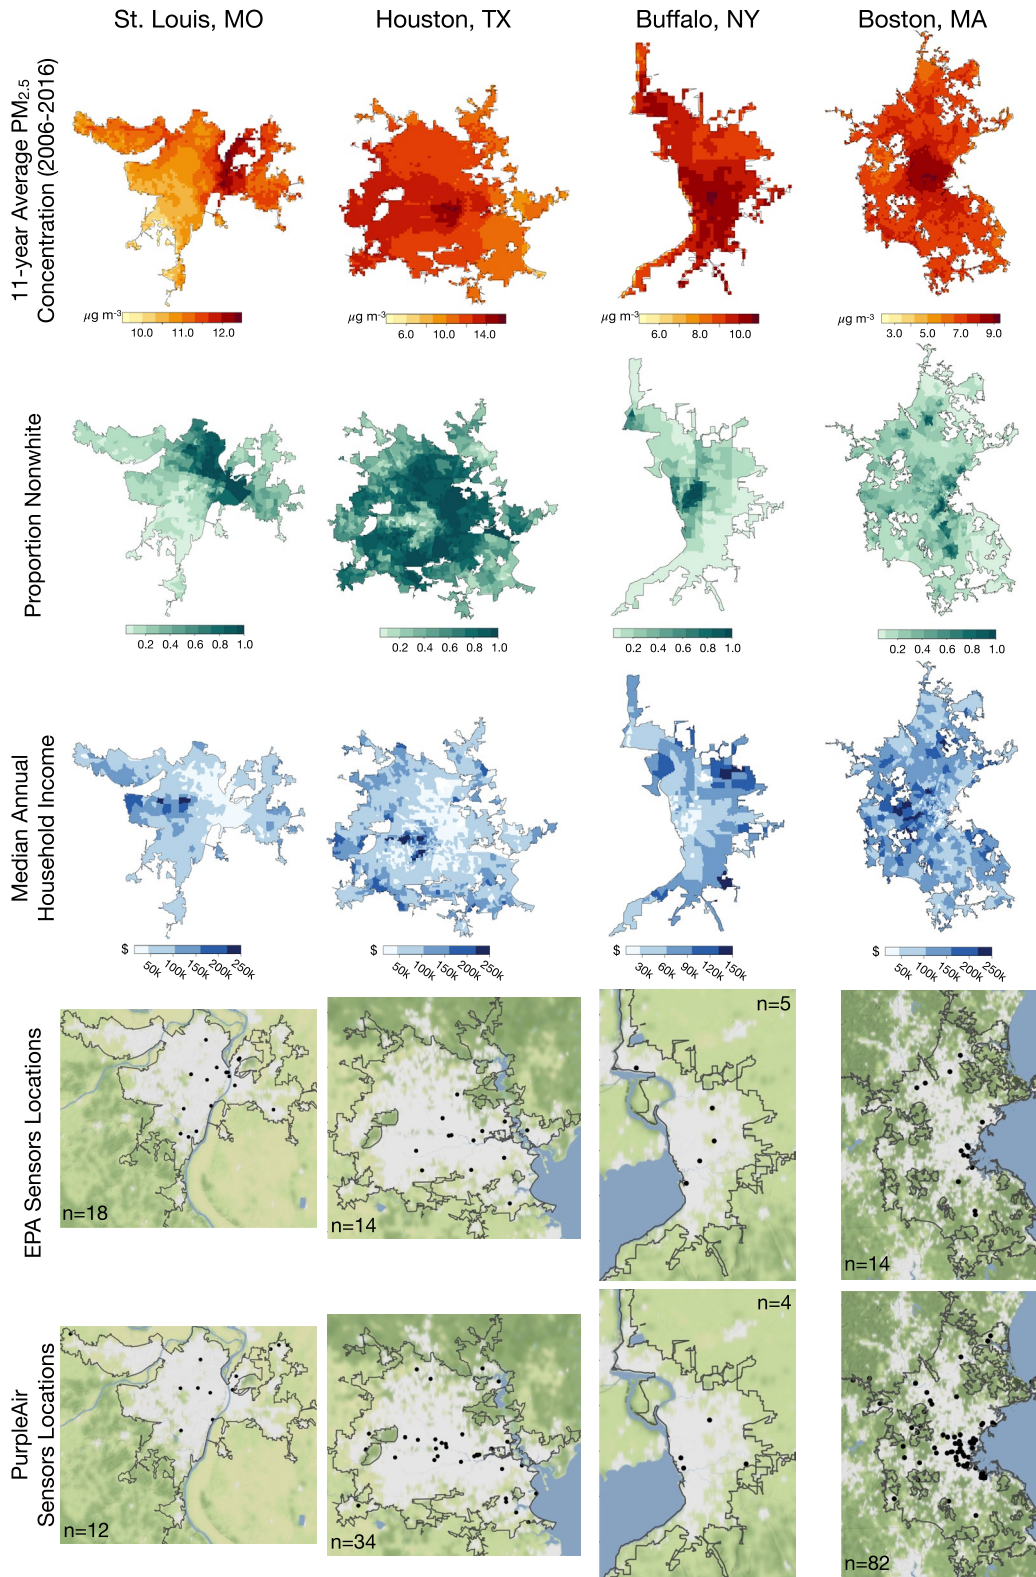 St. Louis, MO
Houston, TX
Buffalo, NY
Boston, MA
11-year Average PM2.5
Concentration (2006-2016)
μg m-3
10.0 11.0 12.0
μg m-3
6.0 10.0 14.0
μg m-3
6.0 8.0 10.0
μg m-3
3.0 5.0 7.0 9.0
Proportion Nonwhite
0.2 0.4 0.6 0.8 1.0
0.2 0.4 0.6 0.8 1.0
0.2 0.4 0.6 0.8 1.0
0.2 0.4 0.6 0.8 1.0
Median Annual
Household Income
$
50k 100k 150k 200k 250k
$
50k 100k 150k 200k 250k
$
30k 60k 90k 120k 150k
$
50k 100k 150k 200k 250k
EPA Sensors Locations
n=18
n=14
n=5
n=14
PurpleAir
Sensors Locations
n=12
n=34
n=4
n=82